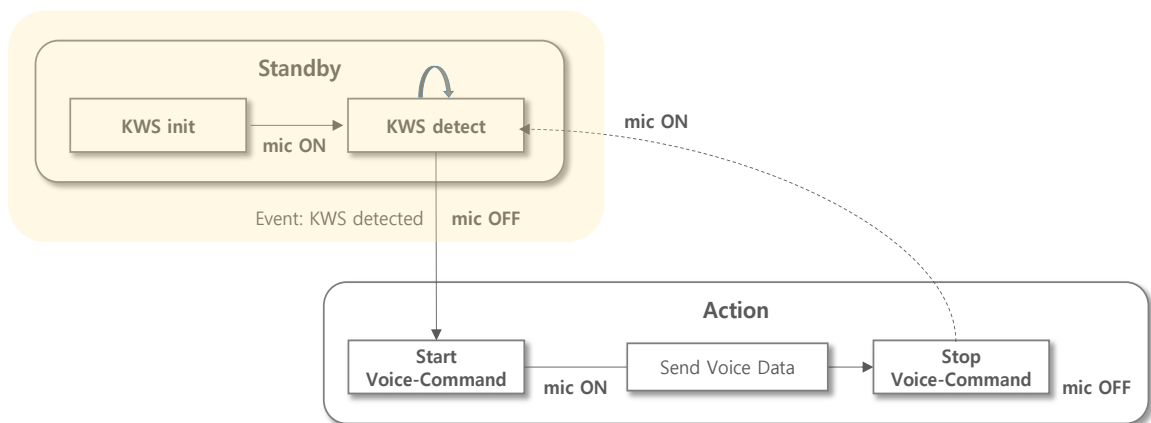 Standby
KWS init
KWS detect
mic ON
mic ON
Event: KWS detected
mic OFF
Action
Start
Voice-Command
mic ON
Send Voice Data
Stop
Voice-Command
mic OFF